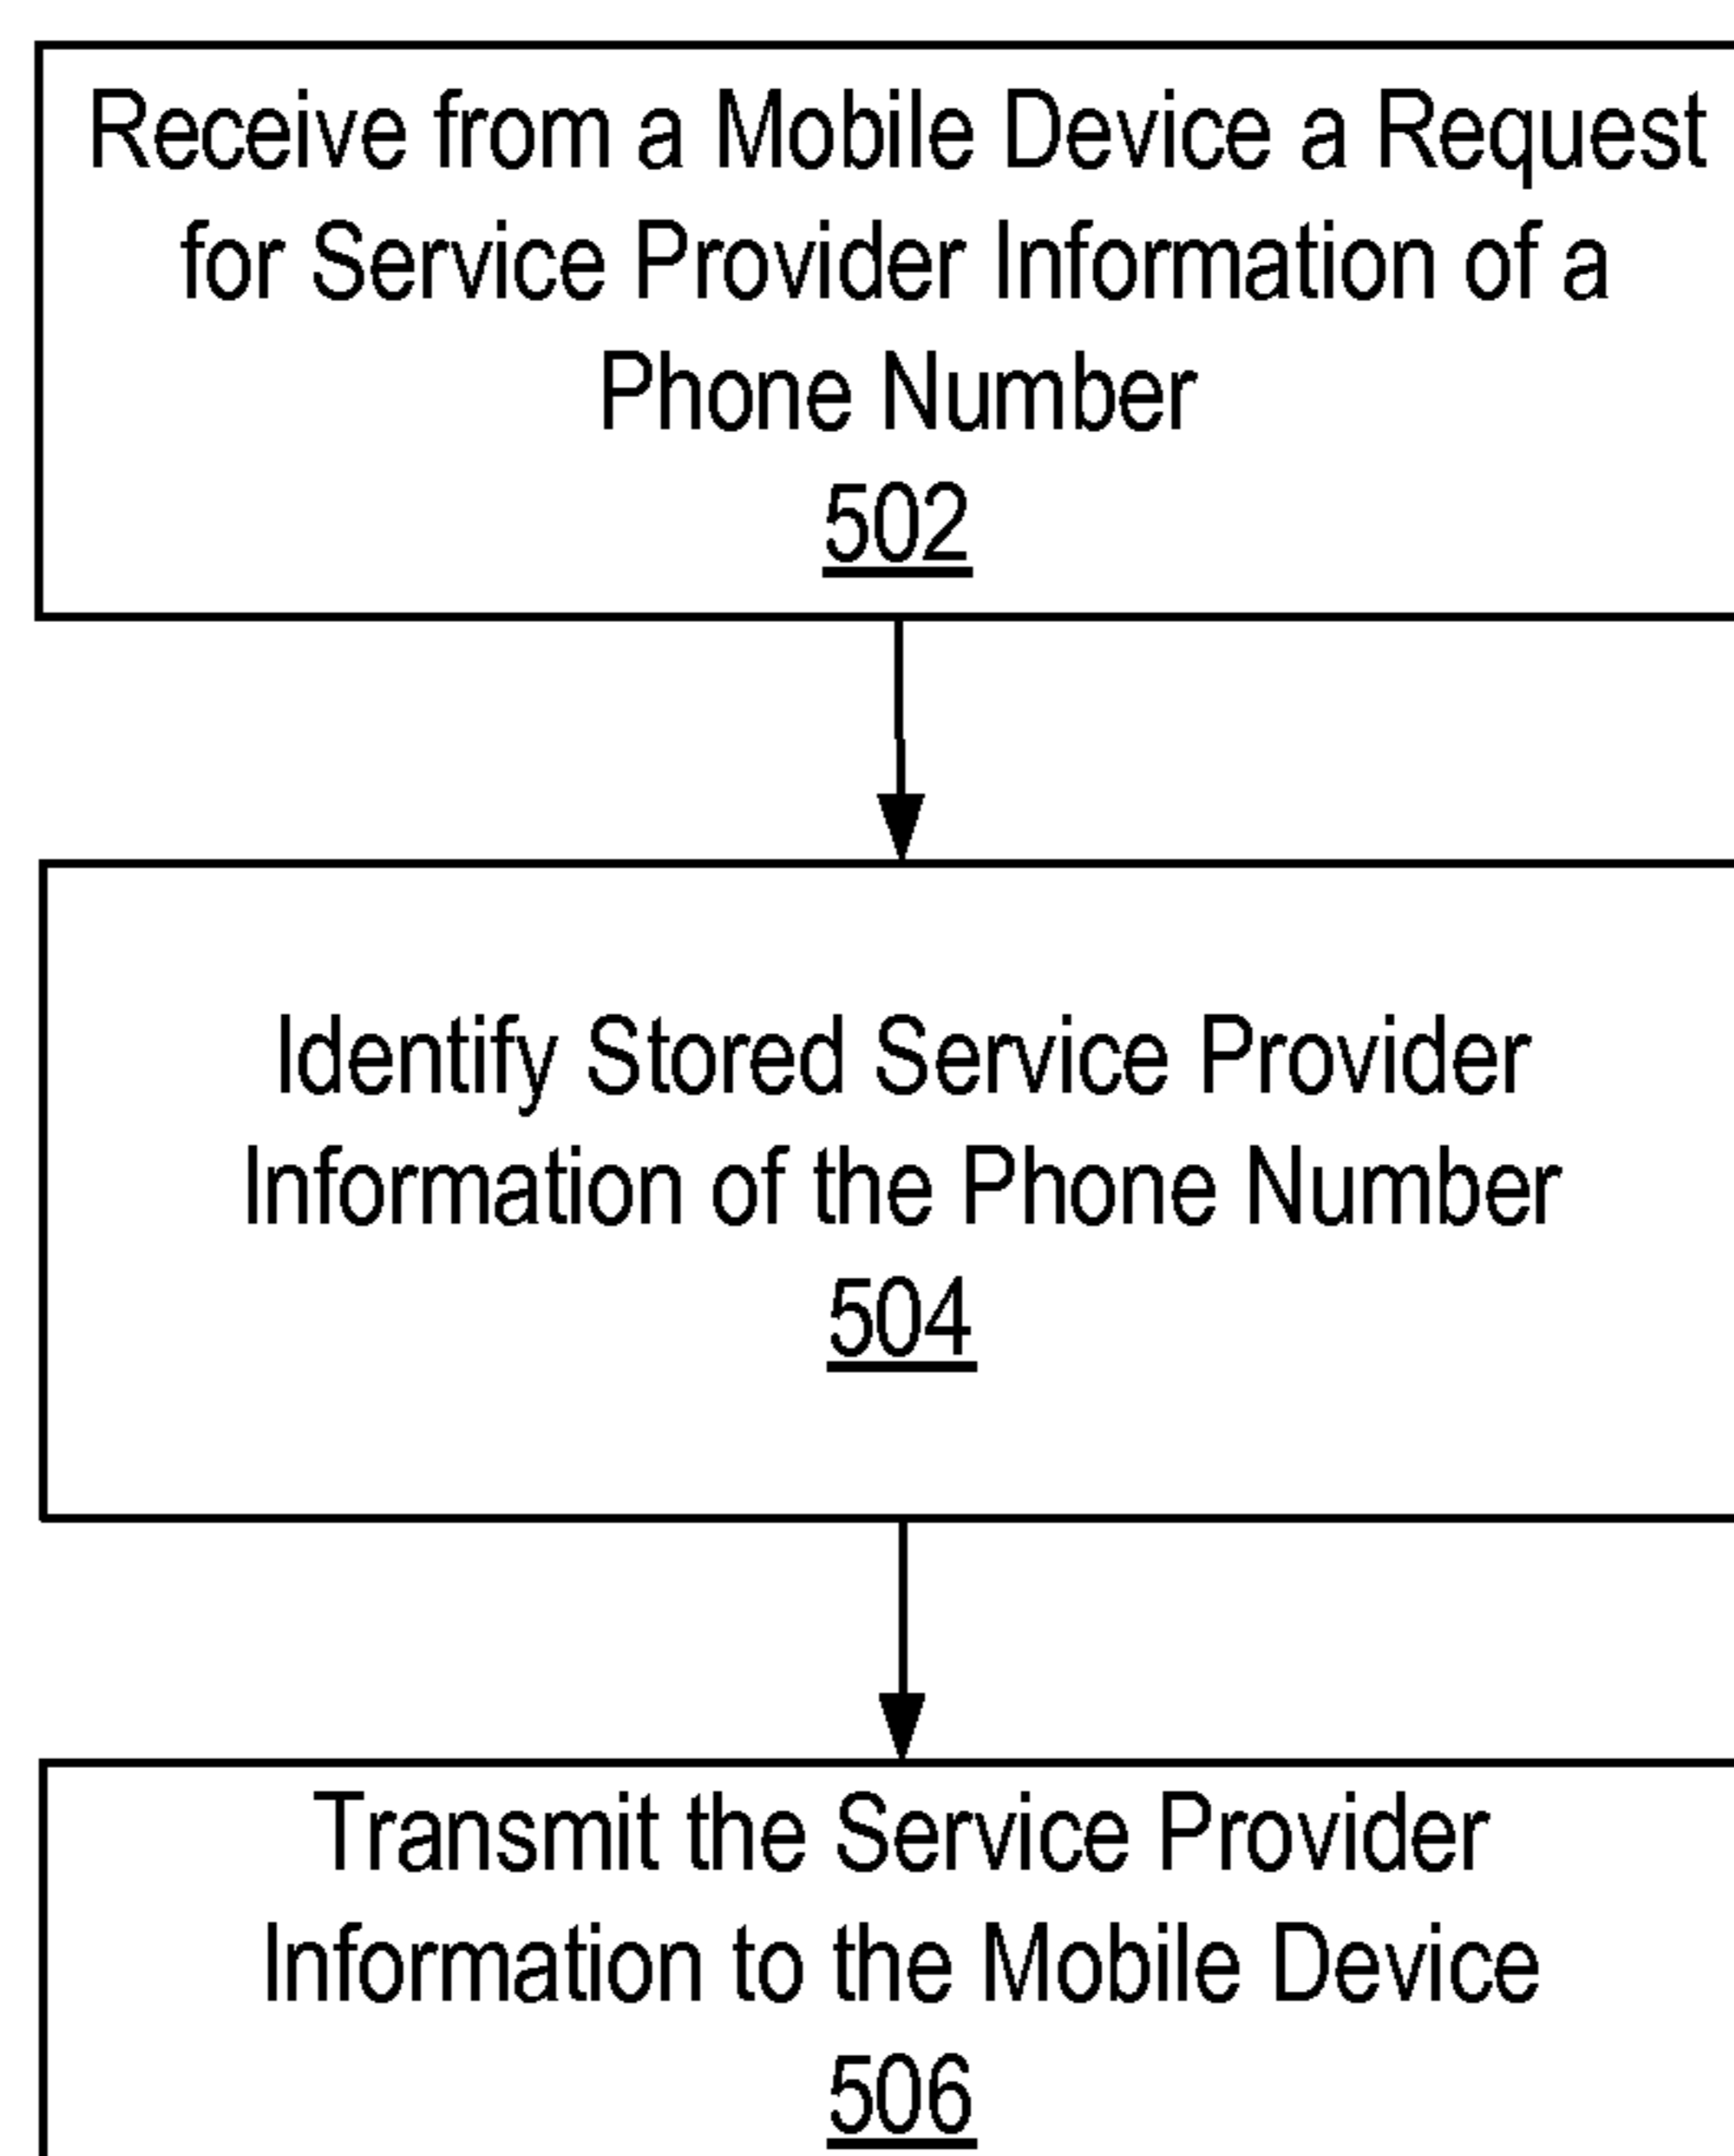 Receive from a Mobile Device a Request
for Service Provider Information of a
Phone Number
502
Identify Stored Service Provider
Information of the Phone Number
504
Transmit the Service Provider
Information to the Mobile Device
506